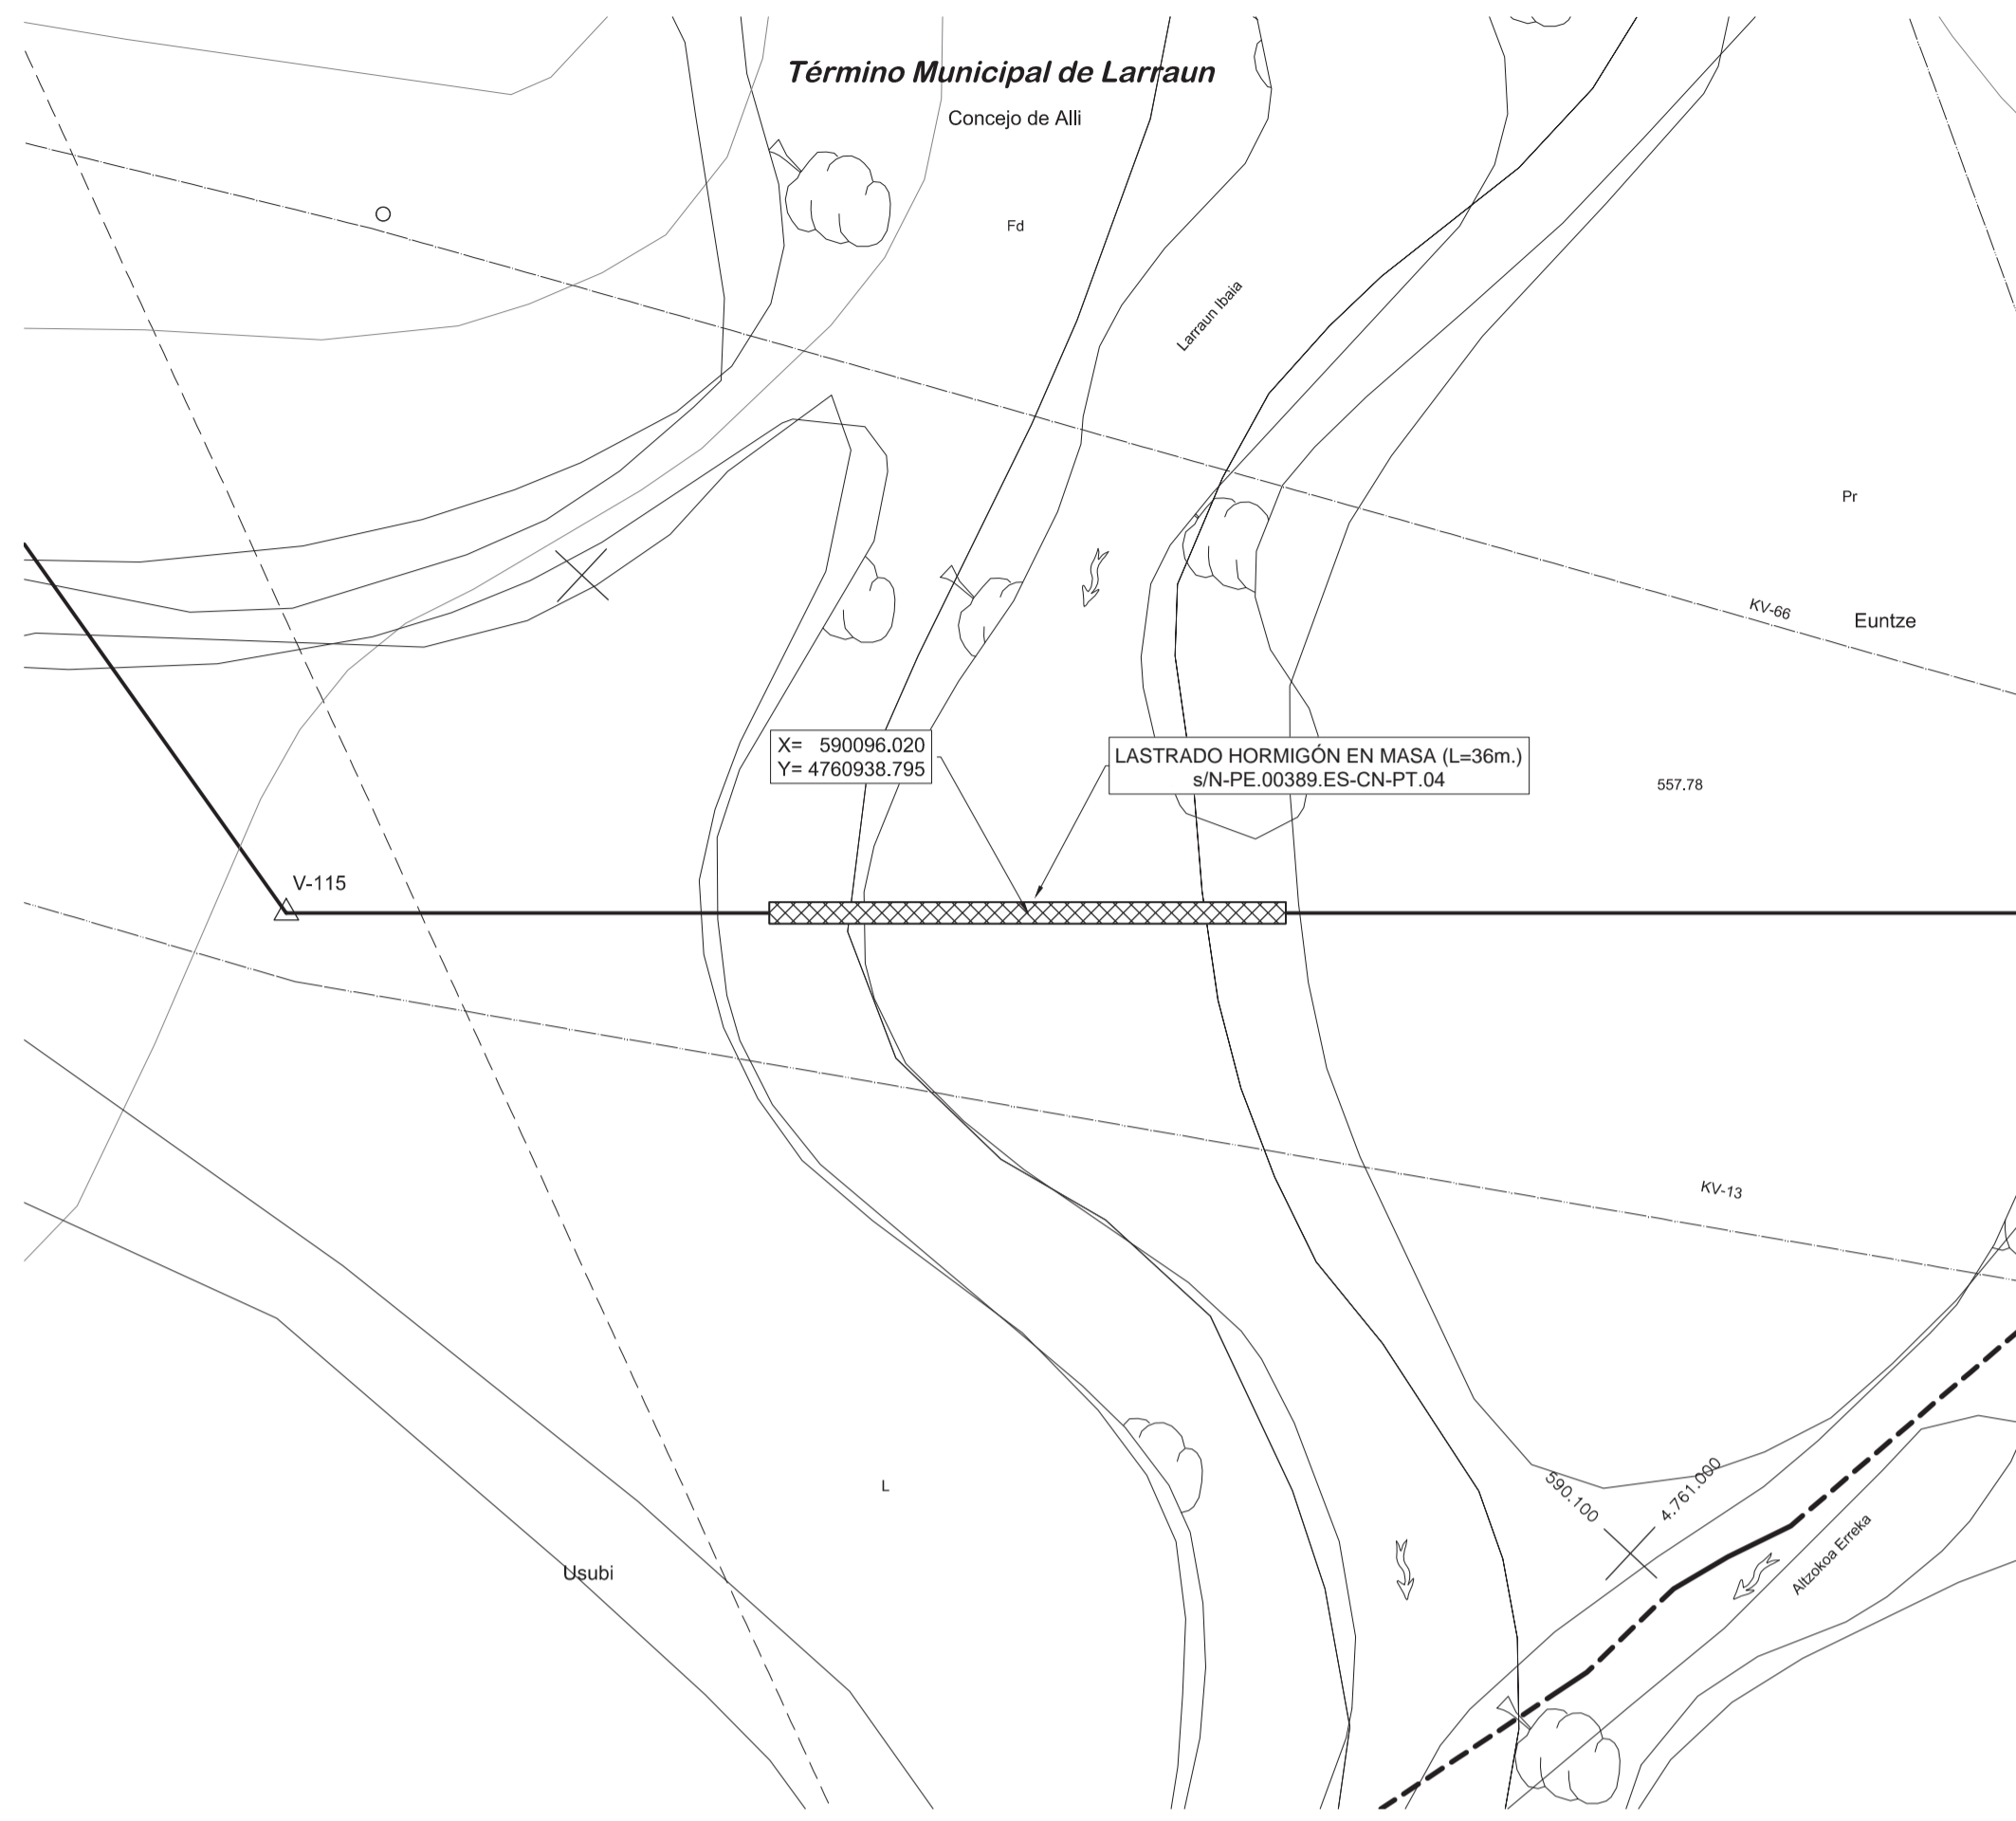 Término Municipal de Larraun
Concejo de Alli
Fd
Larraun Ibaia
Pr
KV-66
Euntze
X= 590096.020
Y= 4760938.795
LASTRADO HORMIGÓN EN MASA (L=36m.)
s/N-PE.00389.ES-CN-PT.04
557.78
V-115
KV-13
L
590.100
4.761.000
Altzokoa Erreka
Usubi